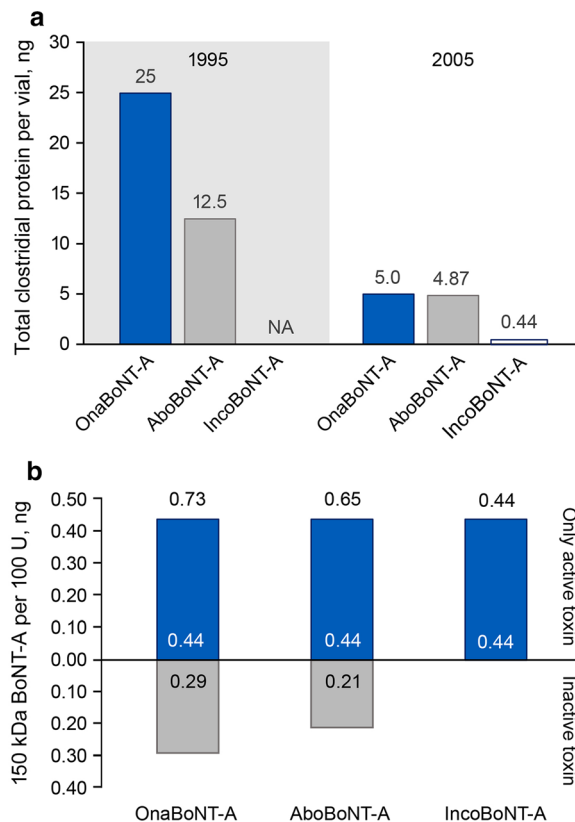 a
Total clostridial protein per vial, ng
30
25
20
15
10
5
0
1995
2005
25
12.5
NA
5.0
4.87
0.44
OnaBoNT-A
AboBoNT-A
IncoBoNT-A
OnaBoNT-A
AboBoNT-A
IncoBoNT-A
b
150 kDa BoNT-A per 100 U, ng
0.50
0.40
0.30
0.20
0.10
0.00
0.10
0.20
0.30
0.40
0.73
0.65
0.44
0.44
0.44
0.44
0.29
0.21
Only active toxin
Inactive toxin
OnaBoNT-A
AboBoNT-A
IncoBoNT-A